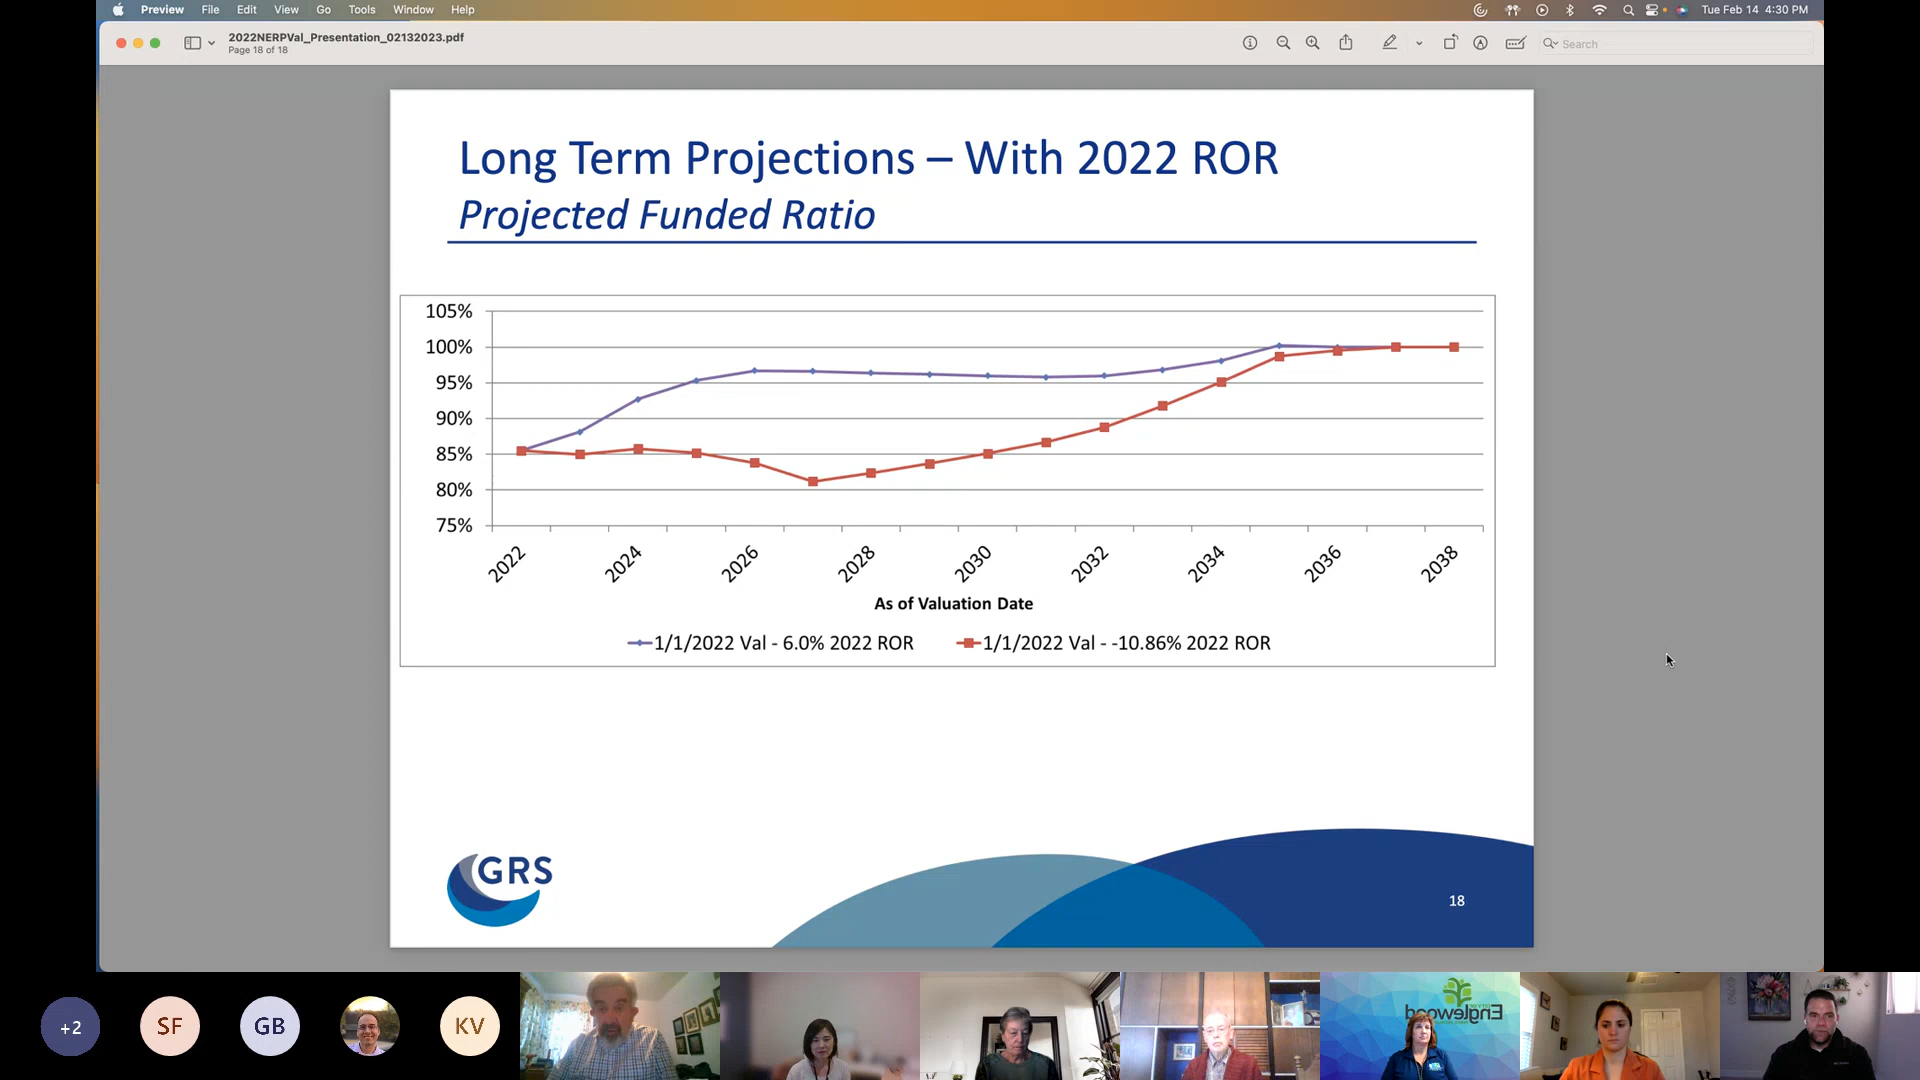 Preview File Edit View Go Tools Window Help
Tue Feb 14 4:30 PM
2022NERPVal_Presentation_02132023.pdf
Page 18 of 18
Search
Long Term Projections – With 2022 ROR
Projected Funded Ratio
105%
100%
95%
90%
85%
80%
75%
2022 2024 2026 2028 2030 2032 2034 2036 2038
As of Valuation Date
1/1/2022 Val - 6.0% 2022 ROR 1/1/2022 Val - -10.86% 2022 ROR
GRS
18
+2 SF GB KV
Englewood